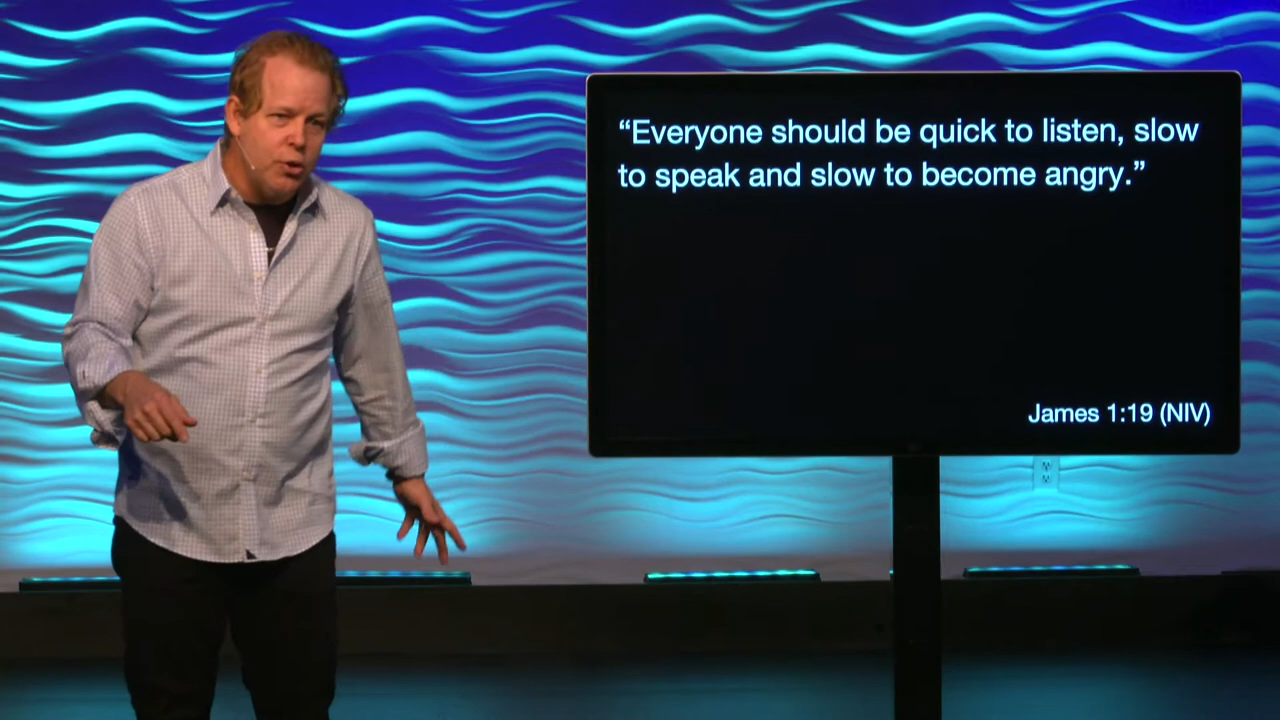 “Everyone should be quick to listen, slow
to speak and slow to become angry.”
James 1:19 (NIV)